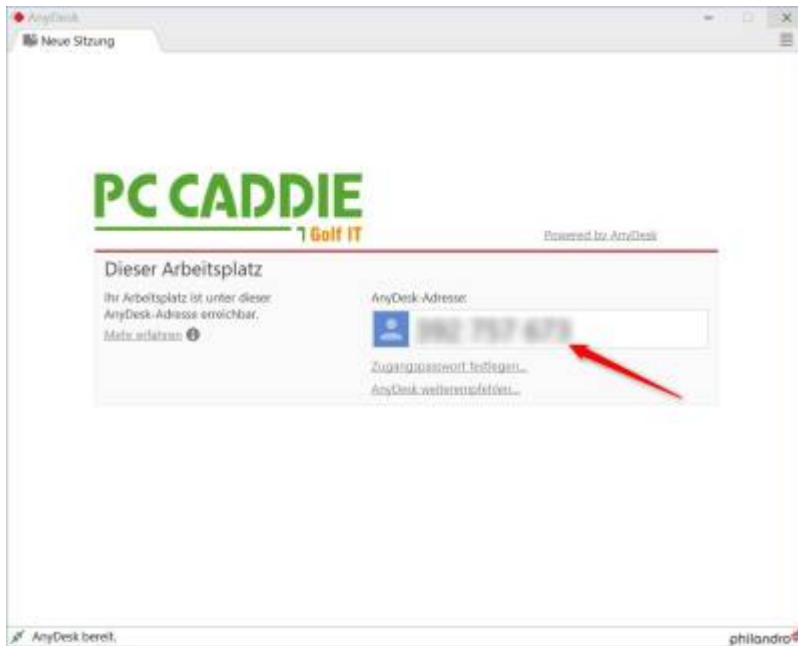 AnyDesk
Neue Sitzung
PC CADDIE
Golf IT
Powered by AnyDesk
Dieser Arbeitsplatz
Ihr Arbeitsplatz ist unter dieser
AnyDesk-Adresse erreichbar.
Mehr erfahren
AnyDesk-Adresse:
Zugangspasswort festlegen...
AnyDesk weiterempfehlen...
AnyDesk bereit.
philandro